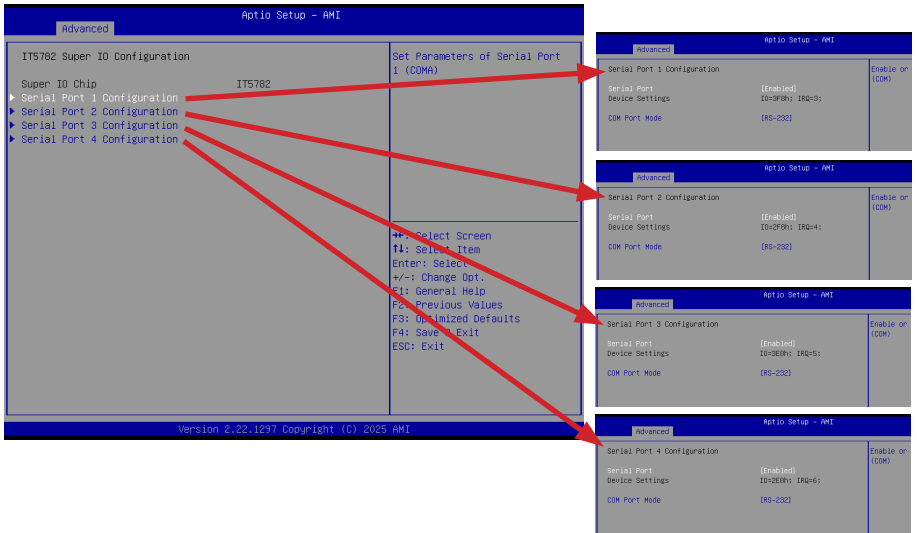 Aptio Setup – AMI
Advanced
IT5782 Super IO Configuration
Super IO Chip IT5782
Serial Port 1 Configuration
Serial Port 2 Configuration
Serial Port 3 Configuration
Serial Port 4 Configuration
Set Parameters of Serial Port
1 (COMA)
→←: Select Screen
↑↓: Select Item
Enter: Select
+/-: Change Opt.
F1: General Help
F2: Previous Values
F3: Optimized Defaults
F4: Save & Exit
ESC: Exit
Version 2.22.1297 Copyright (C) 2025 AMI
Aptio Setup – AMI
Advanced
Serial Port 1 Configuration
Serial Port [Enabled]
Device Settings IO=3F8h; IRQ=3;
COM Port Mode [RS-232]
Enable or
(COM)
Aptio Setup – AMI
Advanced
Serial Port 2 Configuration
Serial Port [Enabled]
Device Settings IO=2F8h; IRQ=4;
COM Port Mode [RS-232]
Enable or
(COM)
Aptio Setup – AMI
Advanced
Serial Port 3 Configuration
Serial Port [Enabled]
Device Settings IO=3E8h; IRQ=5;
COM Port Mode [RS-232]
Enable or
(COM)
Aptio Setup – AMI
Advanced
Serial Port 4 Configuration
Serial Port [Enabled]
Device Settings IO=2E8h; IRQ=6;
COM Port Mode [RS-232]
Enable or
(COM)